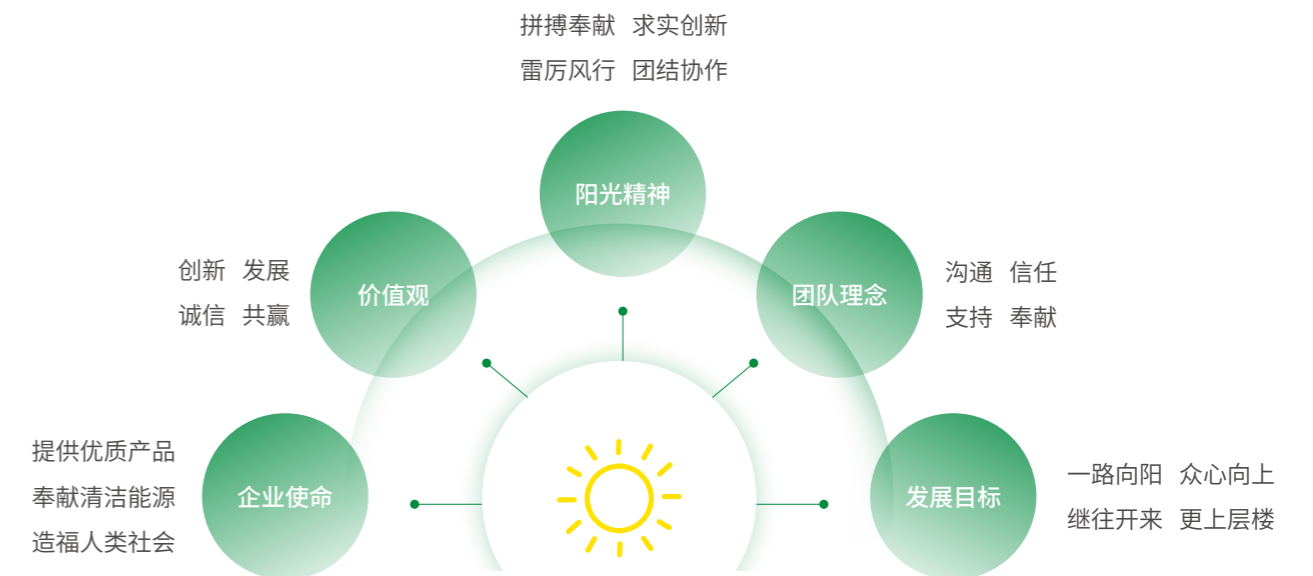 拼搏奉献 求实创新
雷厉风行 团结协作
阳光精神
创新 发展
诚信 共赢
价值观
团队理念
沟通 信任
支持 奉献
提供优质产品
奉献清洁能源
造福人类社会
企业使命
发展目标
一路向阳 众心向上
继往开来 更上层楼